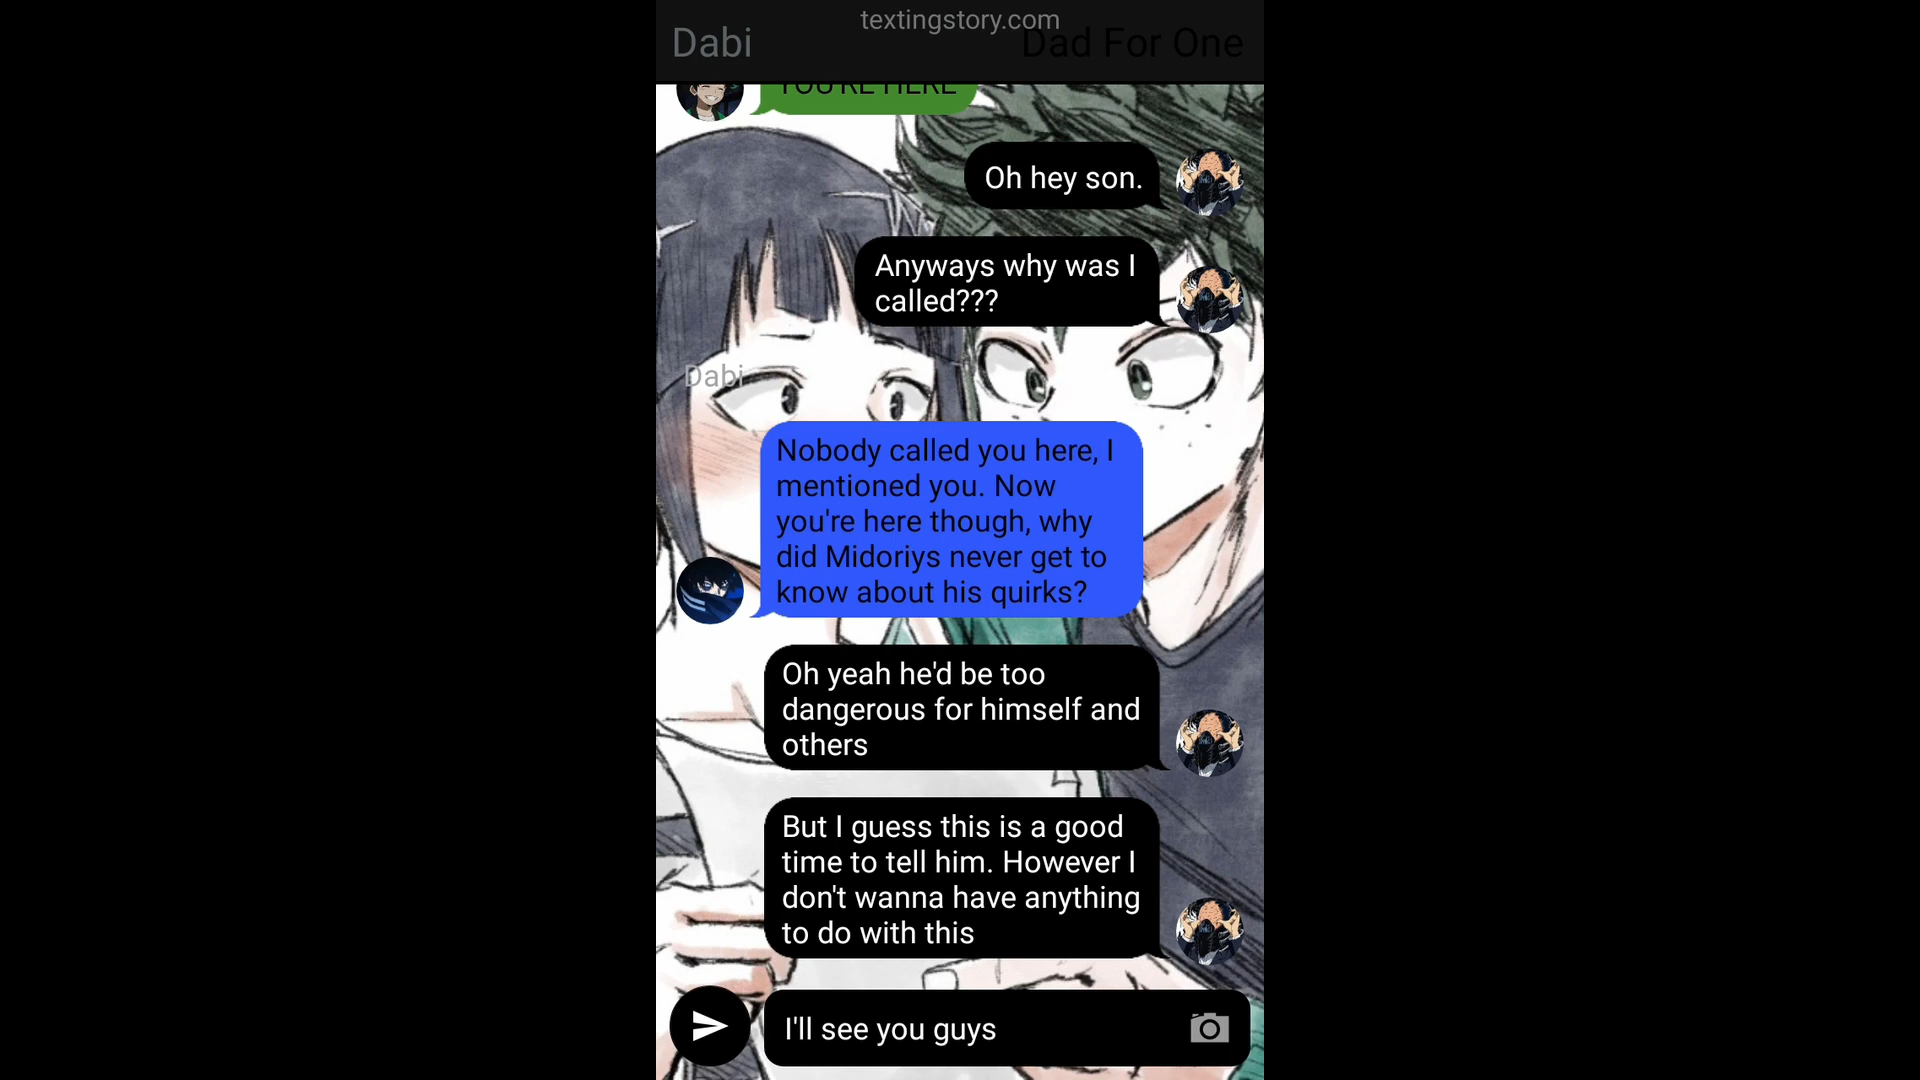 textingstory.com
Dabi
Dad For One
YOU'RE HERE
Oh hey son.
Anyways why was I
called???
Dabi
Nobody called you here, I
mentioned you. Now
you're here though, why
did Midoriys never get to
know about his quirks?
Oh yeah he'd be too
dangerous for himself and
others
But I guess this is a good
time to tell him. However I
don't wanna have anything
to do with this
I'll see you guys